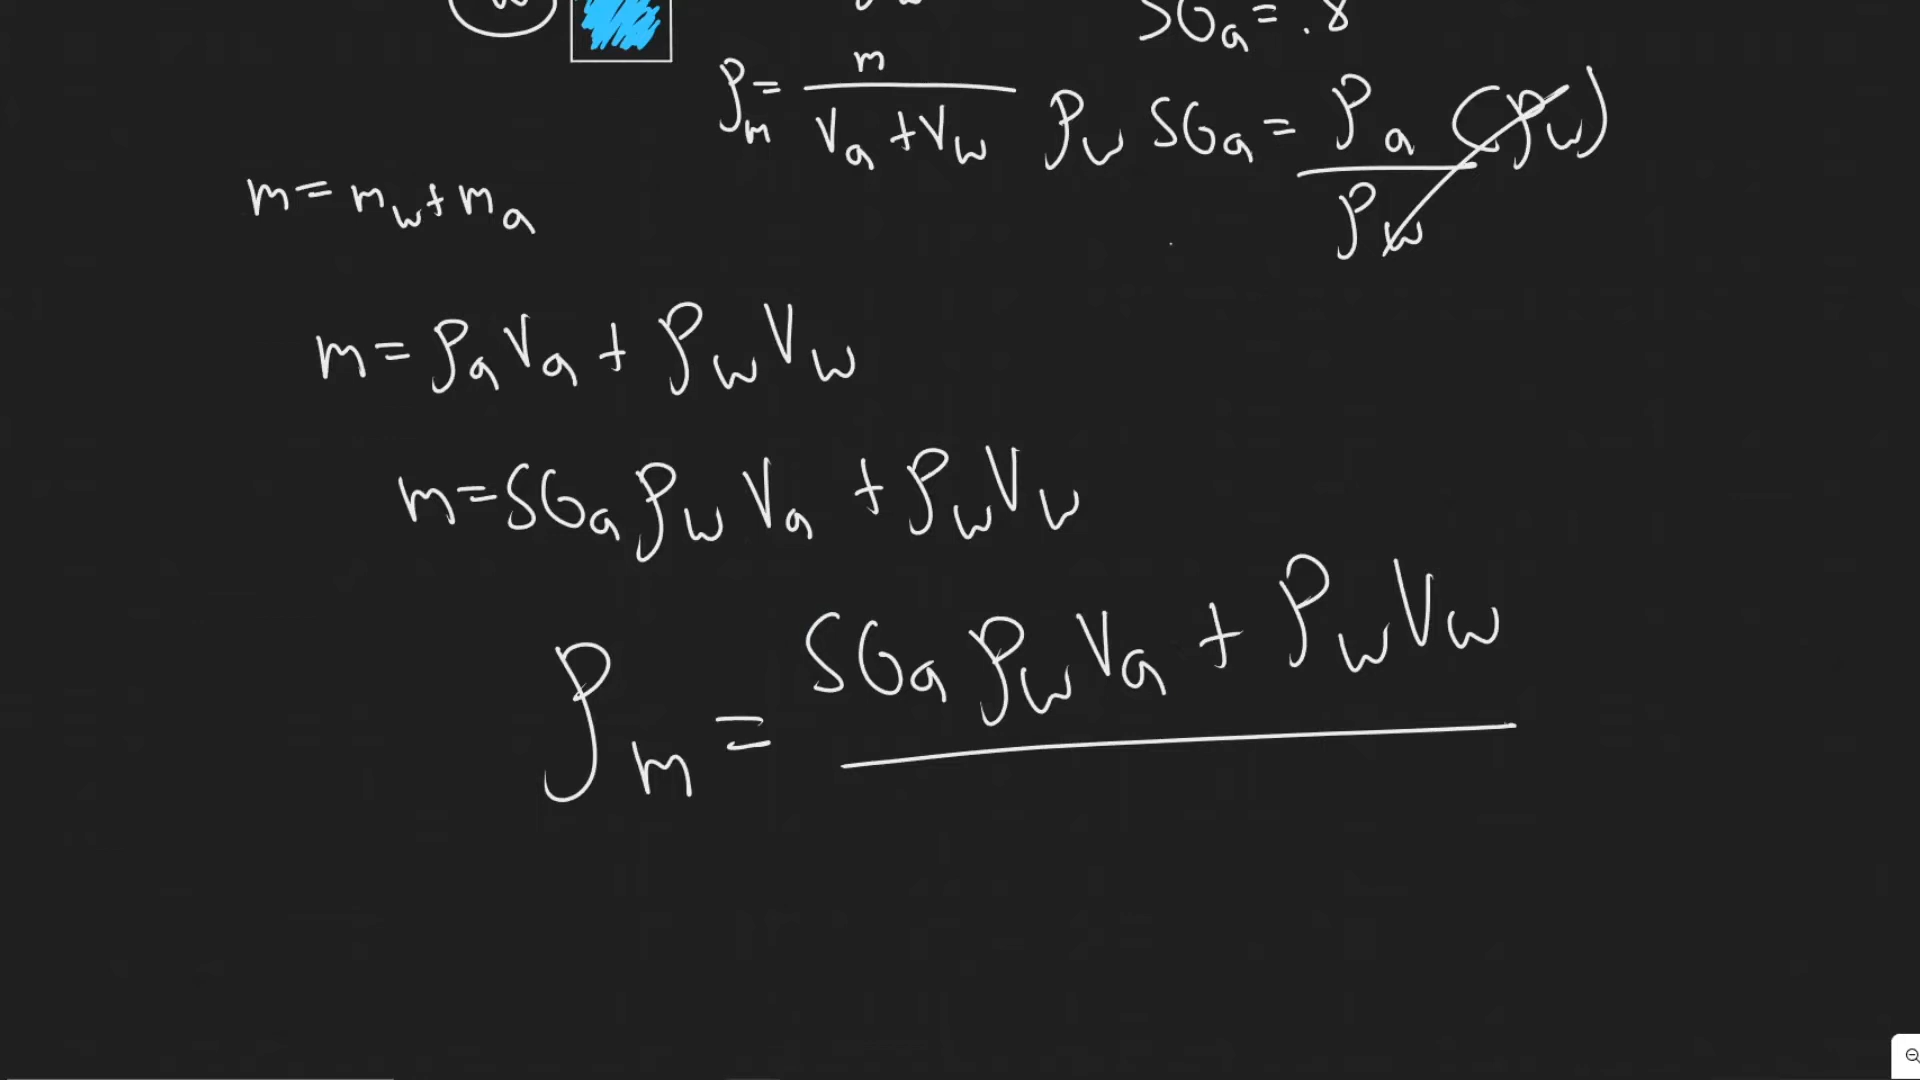 SGa = .8
ρm = m / (Va + Vw)
ρw SGa = ρa (ρw) / ρw
m = mw + ma
m = ρa Va + ρw Vw
m = SGa ρw Va + ρw Vw
ρm = SGa ρw Va + ρw Vw